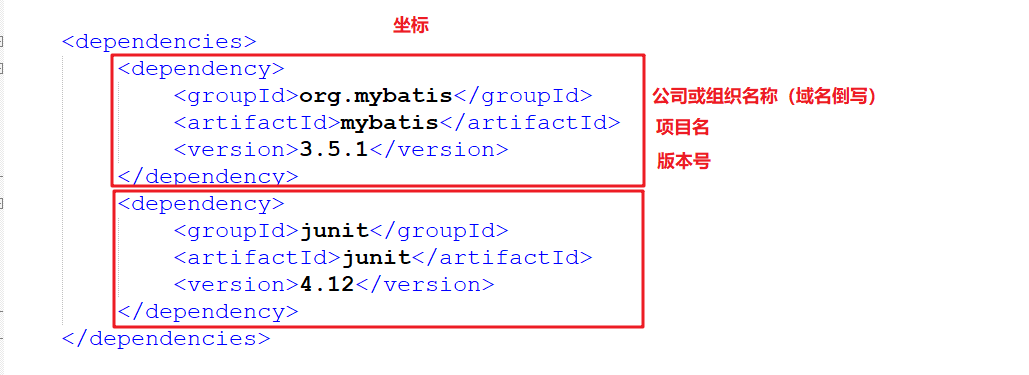 坐标
<dependencies>
<dependency>
<groupId>org.mybatis</groupId> 公司或组织名称（域名倒写）
<artifactId>mybatis</artifactId> 项目名
<version>3.5.1</version> 版本号
</dependency>
<dependency>
<groupId>junit</groupId>
<artifactId>junit</artifactId>
<version>4.12</version>
</dependency>
</dependencies>